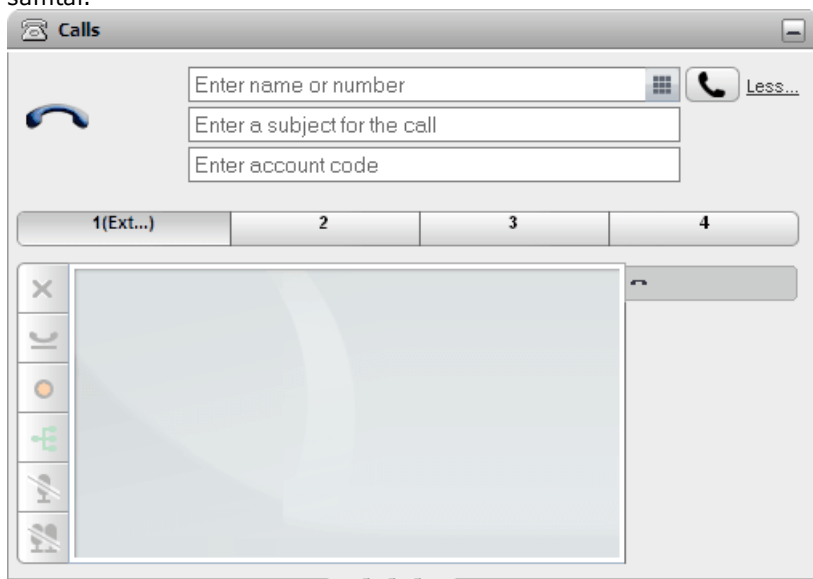 samtal.
Calls
Enter name or number Less...
Enter a subject for the call
Enter account code
1(Ext...) 2 3 4